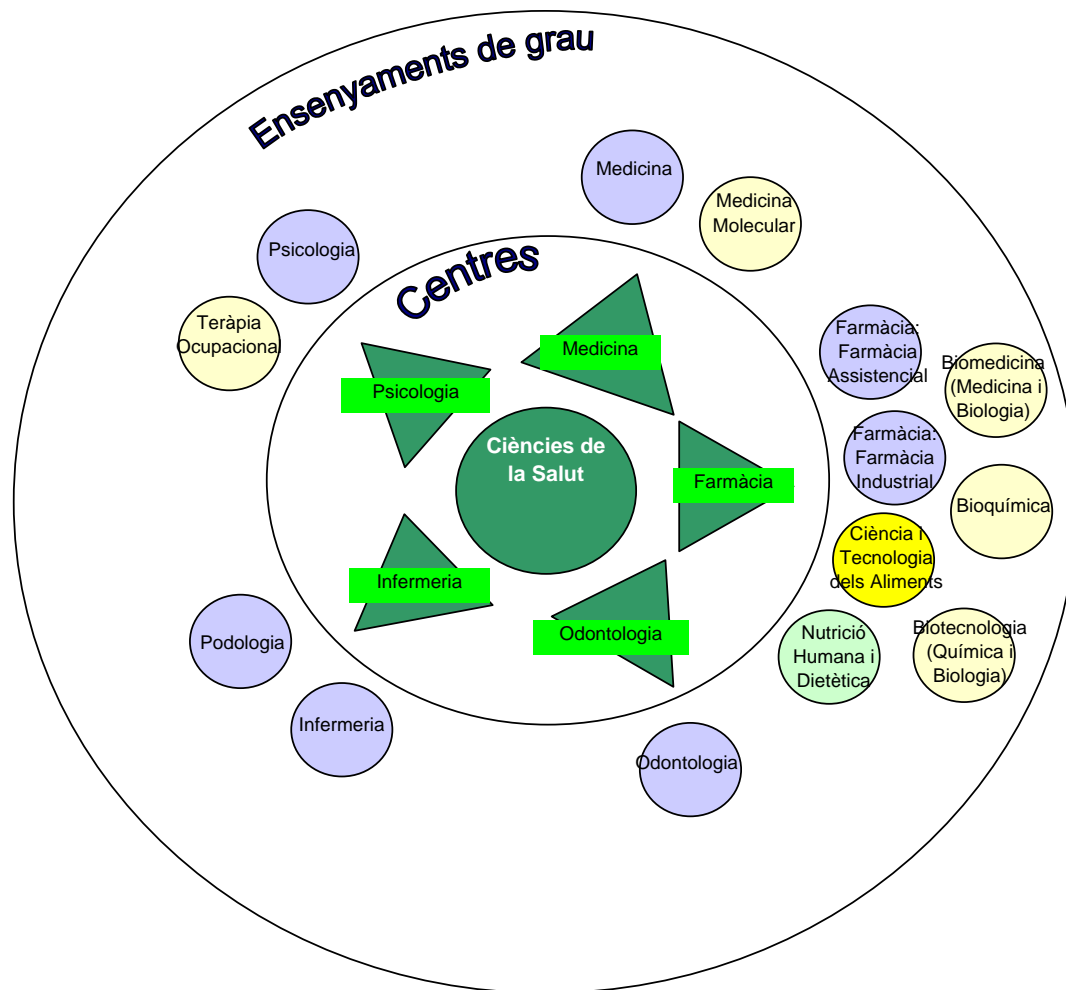 Ensenyaments de grau
Medicina
Medicina
Molecular
Psicologia
Teràpia
Ocupacional
Centres
Medicina
Psicologia
Ciències de
la Salut
Farmàcia
Infermeria
Odontologia
Farmàcia:
Farmàcia
Assistencial
Biomedicina
(Medicina i
Biologia)
Farmàcia:
Farmàcia
Industrial
Bioquímica
Ciència i
Tecnologia
dels Aliments
Nutrició
Humana i
Dietètica
Biotecnologia
(Química i
Biologia)
Podologia
Infermeria
Odontologia